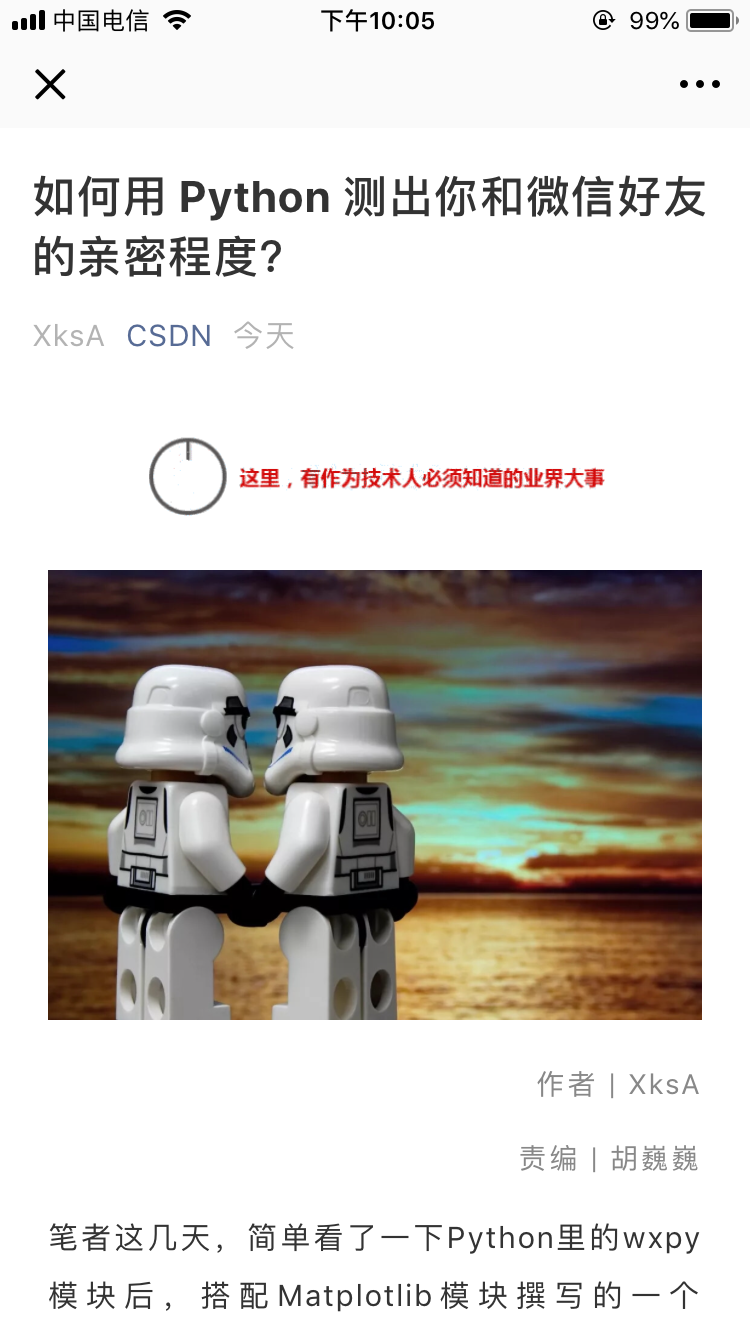 中国电信 下午10:05 99%
如何用 Python 测出你和微信好友
的亲密程度?
XksA CSDN 今天
这里，有作为技术人必须知道的业界大事
作者 | XksA
责编 | 胡巍巍
笔者这几天，简单看了一下Python里的wxpy
模块后，搭配Matplotlib模块撰写的一个